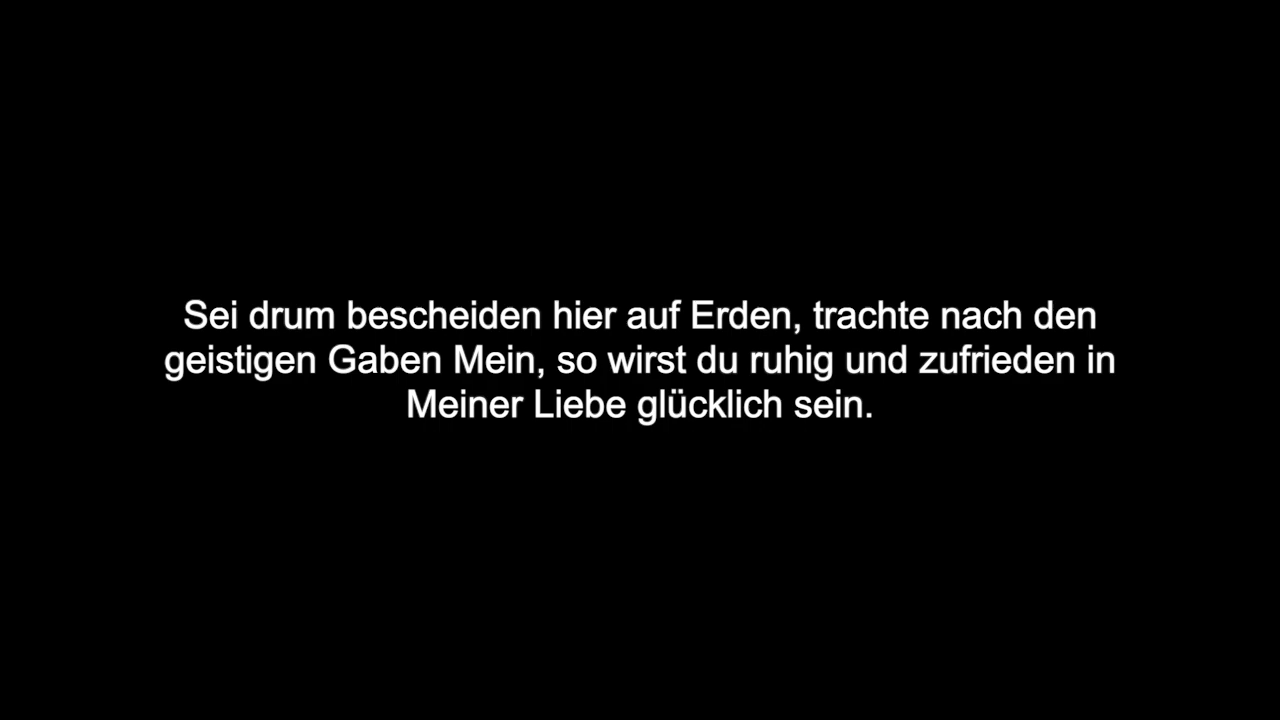 Sei drum bescheiden hier auf Erden, trachte nach den
geistigen Gaben Mein, so wirst du ruhig und zufrieden in
Meiner Liebe glücklich sein.